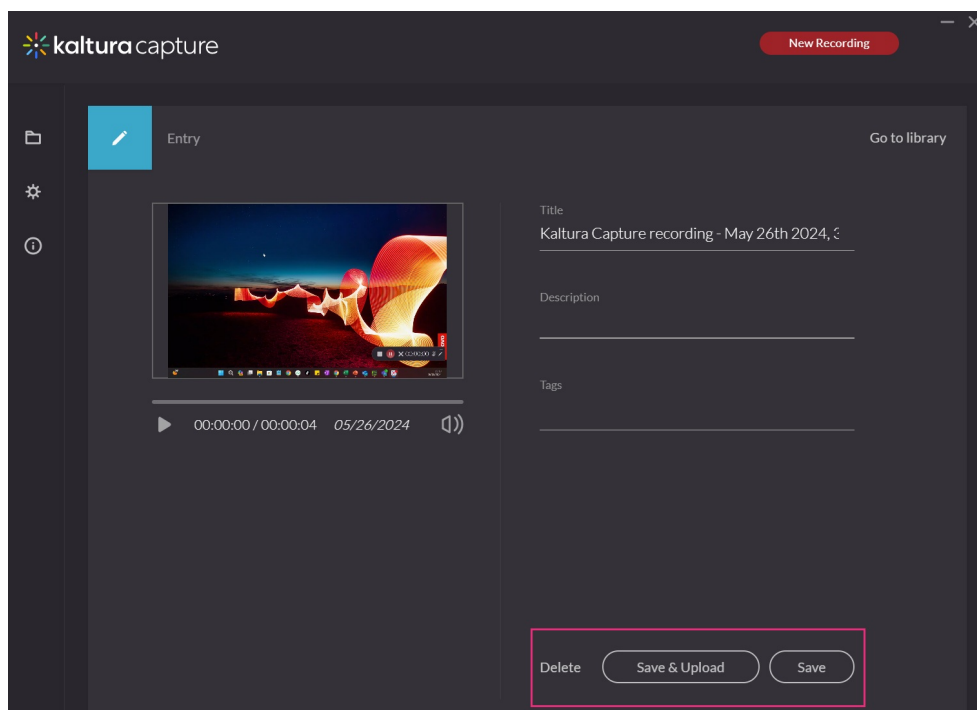 kaltura capture
New Recording
Entry
Go to library
Title
Kaltura Capture recording - May 26th 2024, 3
Description
Tags
00:00:00 / 00:00:04 05/26/2024
Delete
Save & Upload
Save